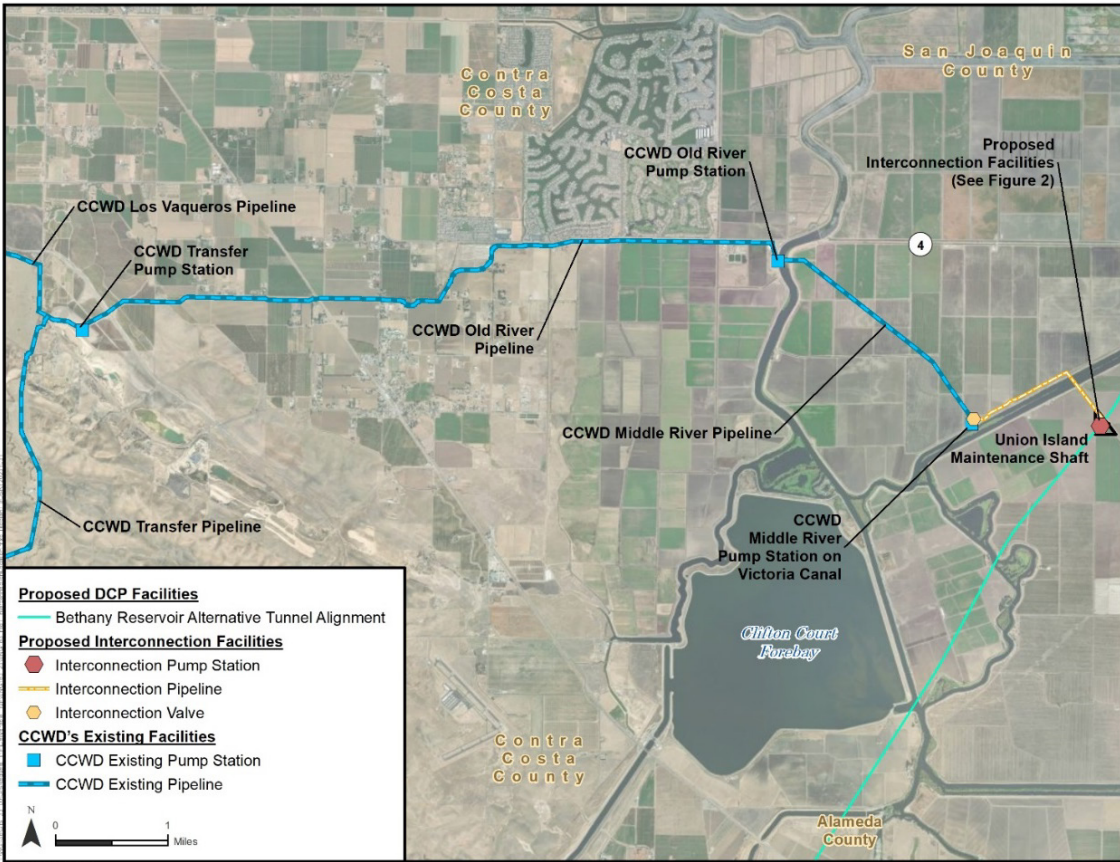 Contra
Costa
County
San Joaquin
County
Proposed
Interconnection Facilities
(See Figure 2)
CCWD Old River
Pump Station
CCWD Los Vaqueros Pipeline
CCWD Transfer
Pump Station
4
CCWD Old River
Pipeline
CCWD Middle River Pipeline
Union Island
Maintenance Shaft
CCWD Transfer Pipeline
CCWD
Middle River
Pump Station on
Victoria Canal
Clifton Court
Forebay
Contra
Costa
County
Alameda
County
Proposed DCP Facilities
Bethany Reservoir Alternative Tunnel Alignment
Proposed Interconnection Facilities
Interconnection Pump Station
Interconnection Pipeline
Interconnection Valve
CCWD's Existing Facilities
CCWD Existing Pump Station
CCWD Existing Pipeline
N
0 1
Miles